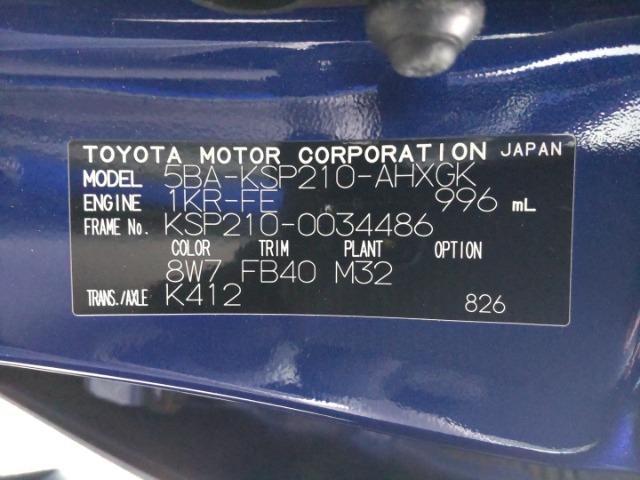 TOYOTA MOTOR CORPORATION JAPAN
MODEL 5BA-KSP210-AHXGK
ENGINE 1KR-FE 996 mL
FRAME No. KSP210-0034486
COLOR TRIM PLANT OPTION
8W7 FB40 M32
TRANS./AXLE K412 826